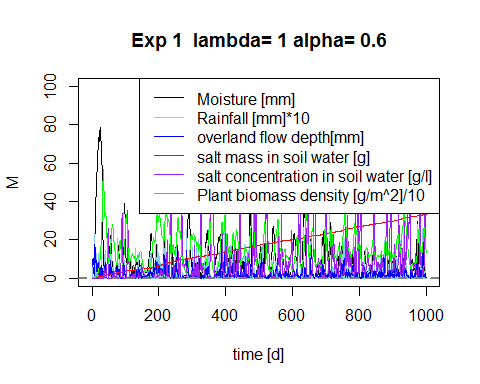 Exp 1 lambda= 1 alpha= 0.6
100
80
60
40
20
0
M
Moisture [mm]
Rainfall [mm]*10
overland flow depth[mm]
salt mass in soil water [g]
salt concentration in soil water [g/l]
Plant biomass density [g/m^2]/10
0 200 400 600 800 1000
time [d]